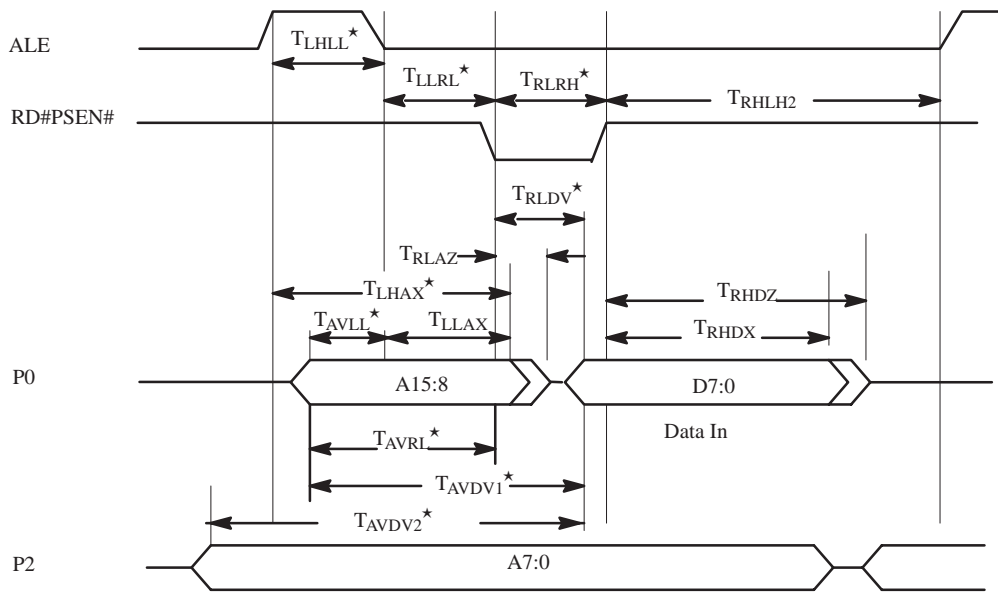 ALE
TLHLL★
TLLRL★ TRLRH★ TRHLH2
RD#PSEN#
TRLDV★
TRLAZ
TLHAX★ TRHDZ
TAVLL★ TLLAX TRHDX
P0 A15:8 D7:0
Data In
TAVRL★
TAVDV1★
TAVDV2★
P2 A7:0